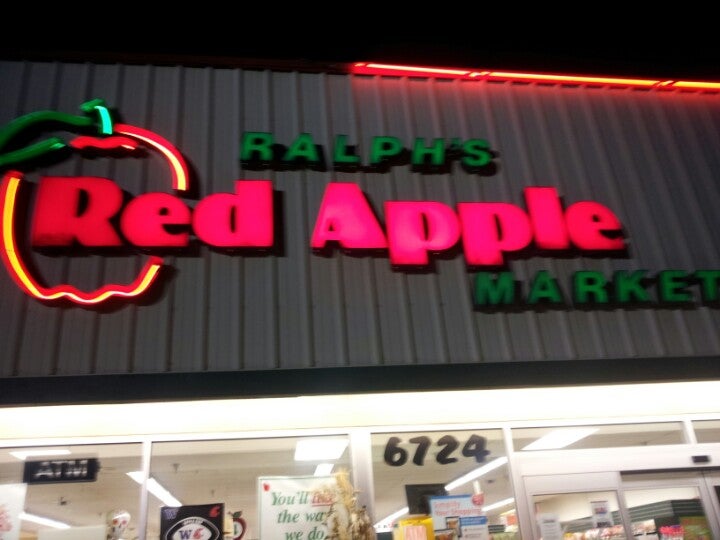 RALPH'S
Red Apple
MARKET
6724
ATM
You'll
the way
we do